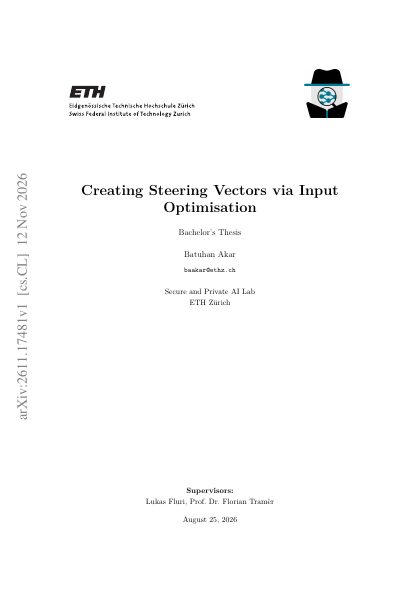 ETH
Eidgenössische Technische Hochschule Zürich
Swiss Federal Institute of Technology Zurich
Creating Steering Vectors via Input
Optimisation
Bachelor's Thesis
Batuhan Akar
baakar@ethz.ch
Secure and Private AI Lab
ETH Zürich
Supervisors:
Lukas Fluri, Prof. Dr. Florian Tramèr
August 25, 2026
arXiv:2611.17481v1 [cs.CL] 12 Nov 2026